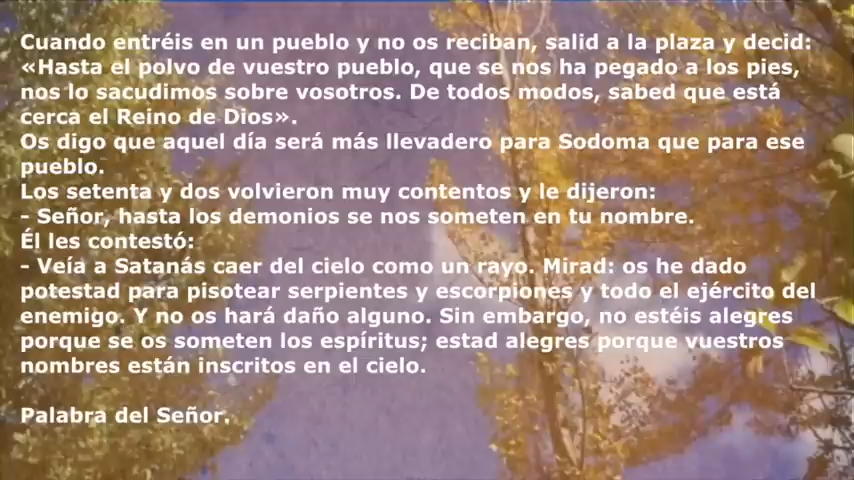 Cuando entréis en un pueblo y no os reciban, salid a la plaza y decid:
«Hasta el polvo de vuestro pueblo, que se nos ha pegado a los pies,
nos lo sacudimos sobre vosotros. De todos modos, sabed que está
cerca el Reino de Dios».
Os digo que aquel día será más llevadero para Sodoma que para ese
pueblo.
Los setenta y dos volvieron muy contentos y le dijeron:
- Señor, hasta los demonios se nos someten en tu nombre.
Él les contestó:
- Veía a Satanás caer del cielo como un rayo. Mirad: os he dado
potestad para pisotear serpientes y escorpiones y todo el ejército del
enemigo. Y no os hará daño alguno. Sin embargo, no estéis alegres
porque se os someten los espíritus; estad alegres porque vuestros
nombres están inscritos en el cielo.
Palabra del Señor.